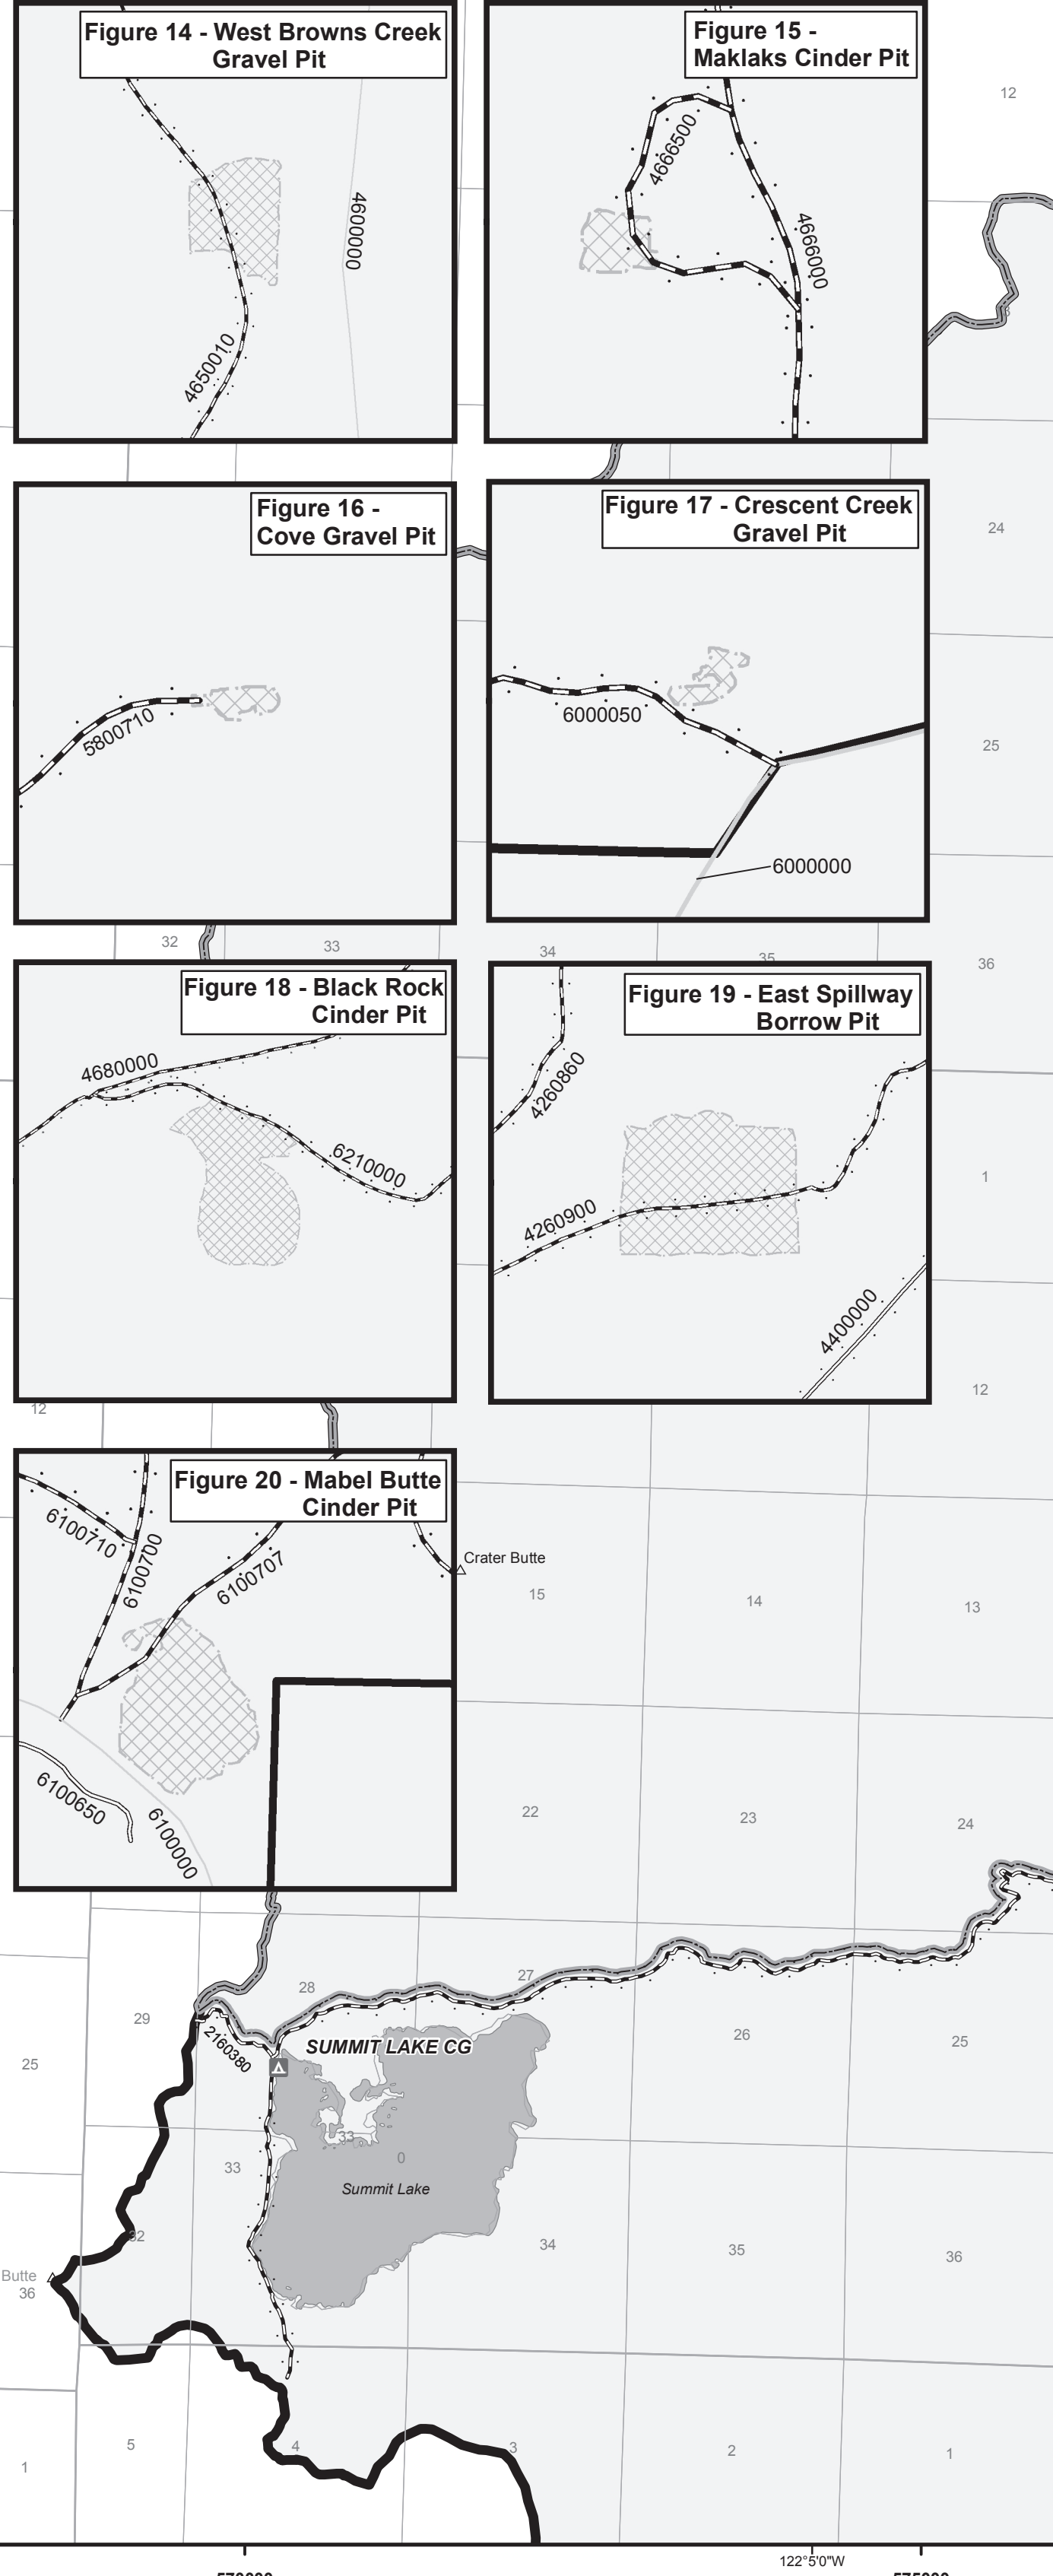 Figure 14 - West Browns Creek
Gravel Pit
4600000
4650010
Figure 15 -
Maklaks Cinder Pit
4666500
4666000
12
Figure 16 -
Cove Gravel Pit
5800710
Figure 17 - Crescent Creek
Gravel Pit
6000050
6000000
24
25
32
33
34
35
36
Figure 18 - Black Rock
Cinder Pit
4680000
6210000
Figure 19 - East Spillway
Borrow Pit
4260860
4260900
4400000
1
12
12
Figure 20 - Mabel Butte
Cinder Pit
6100710
6100700
6100707
6100650
6100000
Crater Butte
15
14
13
22
23
24
28
27
29
26
25
25
2160380
SUMMIT LAKE CG
33
0
33
Summit Lake
32
34
35
36
Butte
36
5
4
3
2
1
1
122°5'0"W